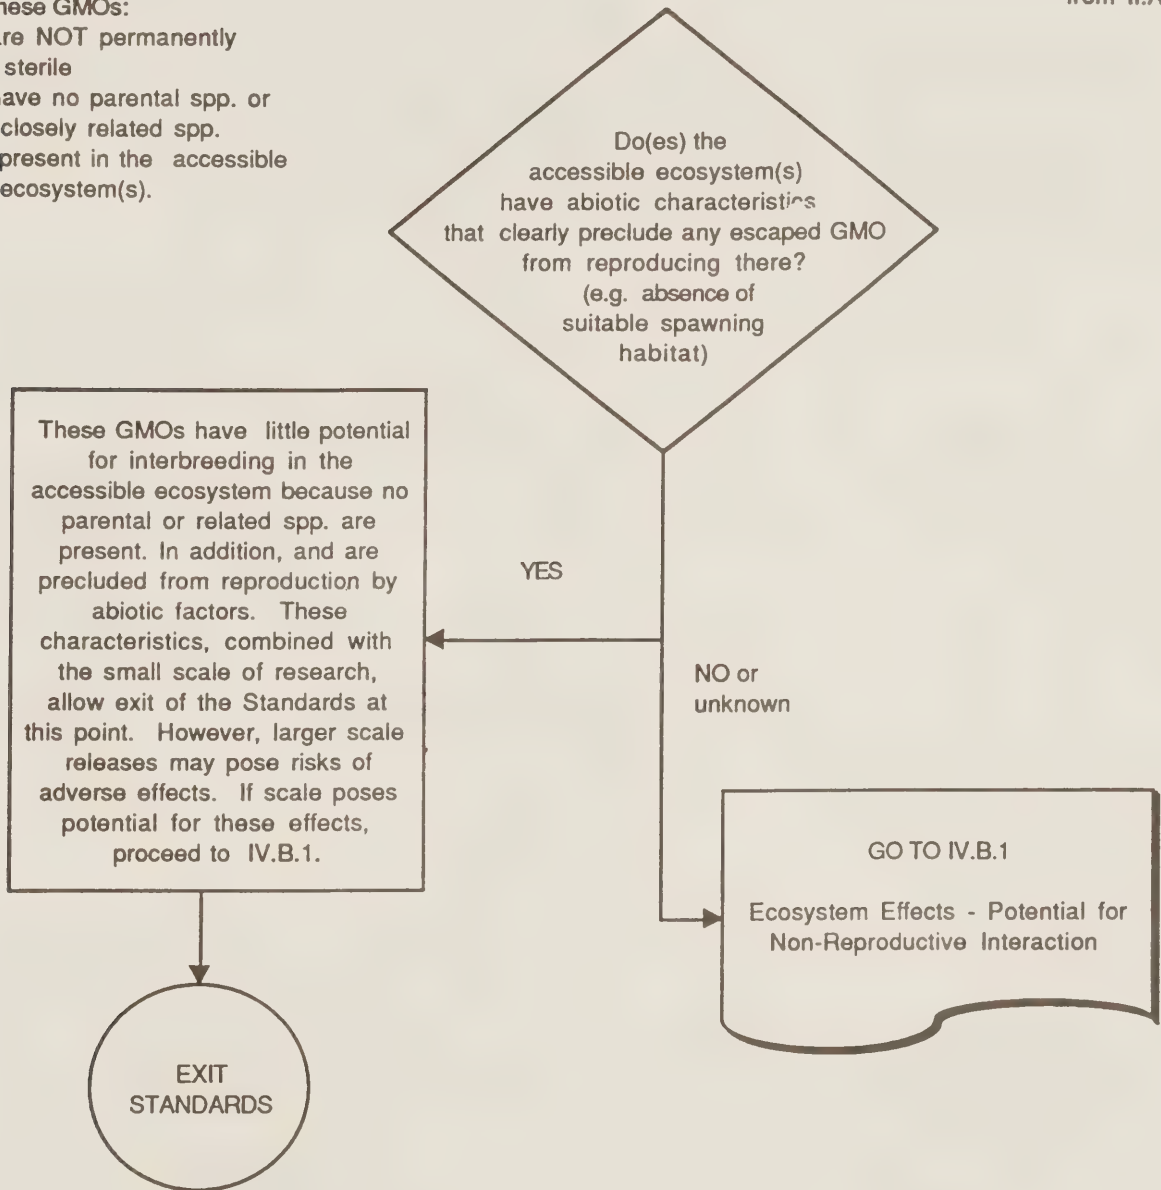 hese GMOs:
re NOT permanently
sterile
ave no parental spp. or
closely related spp.
present in the accessible
ecosystem(s).
Do(es) the
accessible ecosystem(s)
have abiotic characteristics
that clearly preclude any escaped GMO
from reproducing there?
(e.g. absence of
suitable spawning
habitat)
These GMOs have little potential
for interbreeding in the
accessible ecosystem because no
parental or related spp. are
present. In addition, and are
precluded from reproduction by
abiotic factors. These
characteristics, combined with
the small scale of research,
allow exit of the Standards at
this point. However, larger scale
releases may pose risks of
adverse effects. If scale poses
potential for these effects,
proceed to IV.B.1.
YES
NO or
unknown
GO TO IV.B.1
Ecosystem Effects - Potential for
Non-Reproductive Interaction
EXIT
STANDARDS